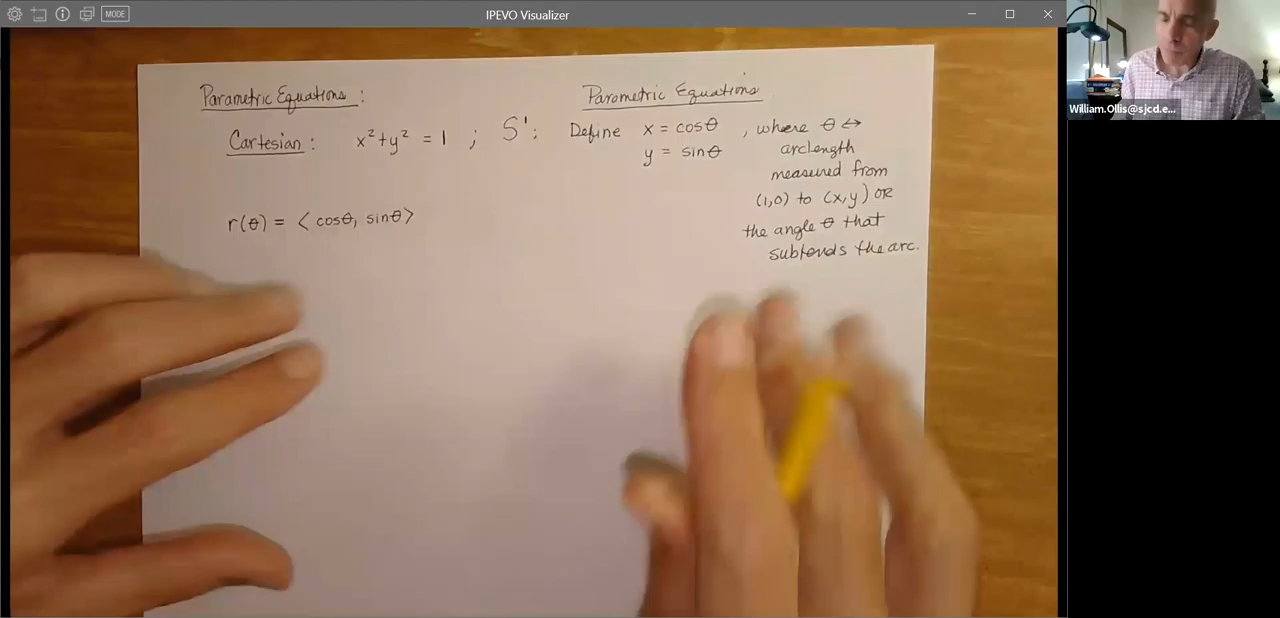 MODE
IPEVO Visualizer
William.Ollis@sjcd.e...
Parametric Equations :
Parametric Equations
Cartesian : x² + y² = 1 ; S¹ : Define x = cosθ , where θ ↔
y = sinθ arclength
measured from
(1,0) to (x,y) OR
r(θ) = ⟨ cosθ, sinθ ⟩ the angle θ that
subtends the arc.